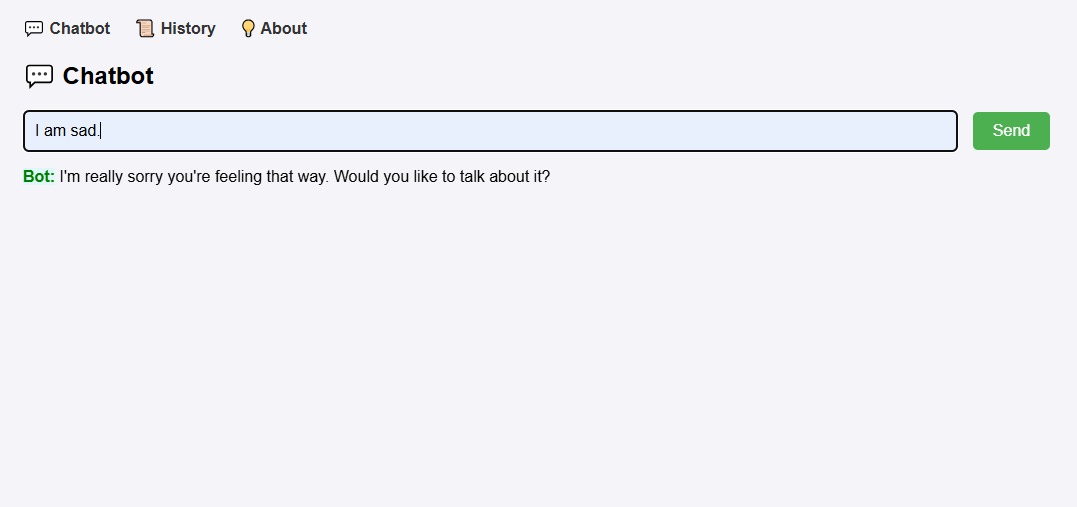 Chatbot History About
Chatbot
I am sad.
Send
Bot: I'm really sorry you're feeling that way. Would you like to talk about it?